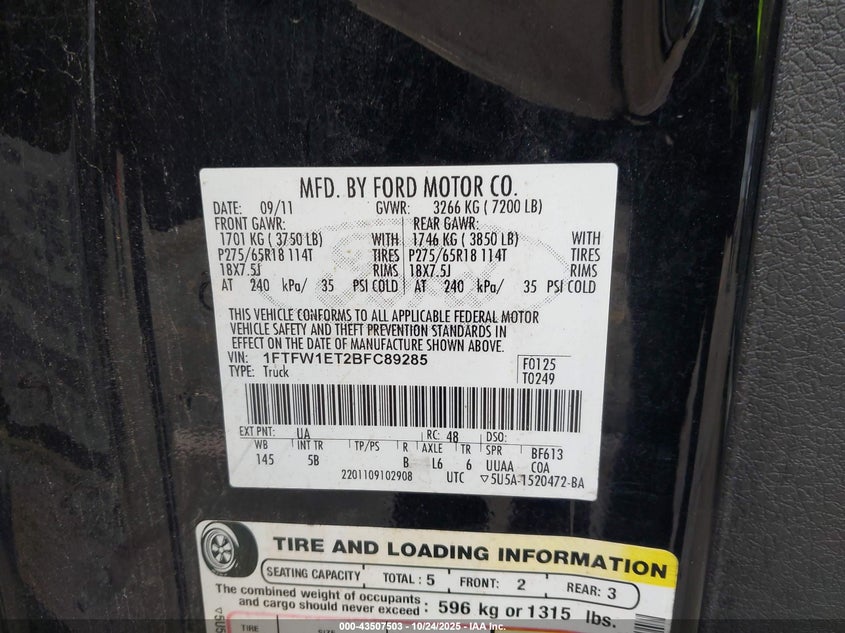 MFD. BY FORD MOTOR CO.
DATE: 09/11 GVWR: 3266 KG ( 7200 LB)
FRONT GAWR: REAR GAWR:
1701 KG ( 3750 LB) WITH 1746 KG ( 3850 LB) WITH
P275/65R18 114T TIRES P275/65R18 114T TIRES
18X7.5J RIMS 18X7.5J RIMS
AT 240 kPa/ 35 PSI COLD AT 240 kPa/ 35 PSI COLD
THIS VEHICLE CONFORMS TO ALL APPLICABLE FEDERAL MOTOR
VEHICLE SAFETY AND THEFT PREVENTION STANDARDS IN
EFFECT ON THE DATE OF MANUFACTURE SHOWN ABOVE.
VIN: 1FTFW1ET2BFC89285
TYPE: Truck
F0125
T0249
EXT PNT: UA RC: 48 DSO:
WB INT TR TP/PS R AXLE TR SPR BF613
145 5B B L6 6 UUAA COA
2201109102908 UTC ▽5U5A-1520472-BA
TIRE AND LOADING INFORMATION
SEATING CAPACITY TOTAL : 5 FRONT: 2 REAR: 3
The combined weight of occupants
and cargo should never exceed : 596 kg or 1315 lbs.
▽5U5
TIRE SIZE
000-43507503 - 10/24/2025 - IAA Inc.